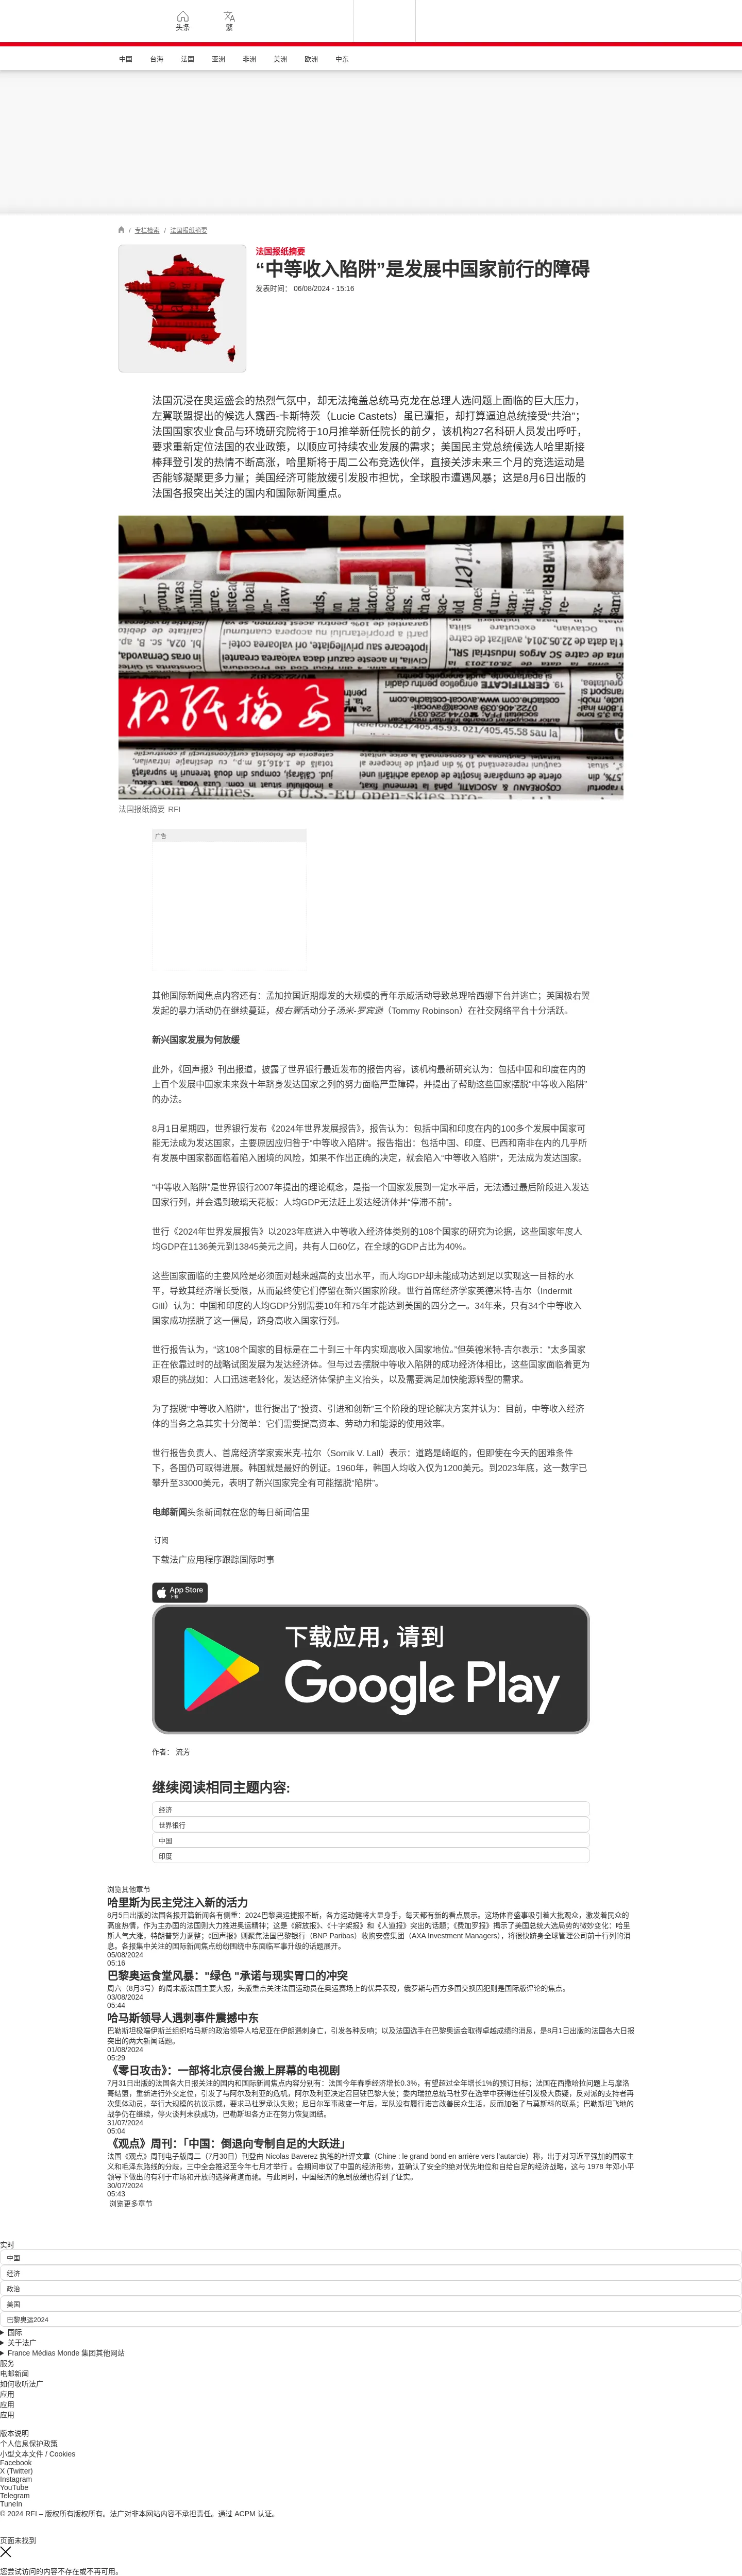 头条
繁
中国
台海
法国
亚洲
非洲
美洲
欧洲
中东
/ 专栏检索 / 法国报纸摘要
法国报纸摘要
“中等收入陷阱”是发展中国家前行的障碍
发表时间： 06/08/2024 - 15:16
法国沉浸在奥运盛会的热烈气氛中，却无法掩盖总统马克龙在总理人选问题上面临的巨大压力，
左翼联盟提出的候选人露西-卡斯特茨（Lucie Castets）虽已遭拒，却打算逼迫总统接受“共治”；
法国国家农业食品与环境研究院将于10月推举新任院长的前夕，该机构27名科研人员发出呼吁，
要求重新定位法国的农业政策，以顺应可持续农业发展的需求；美国民主党总统候选人哈里斯接
棒拜登引发的热情不断高涨，哈里斯将于周二公布竞选伙伴，直接关涉未来三个月的竞选运动是
否能够凝聚更多力量；美国经济可能放缓引发股市担忧，全球股市遭遇风暴；这是8月6日出版的
法国各报突出关注的国内和国际新闻重点。
报纸摘要
法国报纸摘要 RFI
广告
其他国际新闻焦点内容还有：孟加拉国近期爆发的大规模的青年示威活动导致总理哈西娜下台并逃亡；英国极右翼
发起的暴力活动仍在继续蔓延，极右翼活动分子汤米-罗宾逊（Tommy Robinson）在社交网络平台十分活跃。
新兴国家发展为何放缓
此外，《回声报》刊出报道，披露了世界银行最近发布的报告内容，该机构最新研究认为：包括中国和印度在内的
上百个发展中国家未来数十年跻身发达国家之列的努力面临严重障碍，并提出了帮助这些国家摆脱“中等收入陷阱”
的办法。
8月1日星期四，世界银行发布《2024年世界发展报告》，报告认为：包括中国和印度在内的100多个发展中国家可
能无法成为发达国家，主要原因应归咎于“中等收入陷阱”。报告指出：包括中国、印度、巴西和南非在内的几乎所
有发展中国家都面临着陷入困境的风险，如果不作出正确的决定，就会陷入“中等收入陷阱”，无法成为发达国家。
“中等收入陷阱”是世界银行2007年提出的理论概念，是指一个国家发展到一定水平后，无法通过最后阶段进入发达
国家行列，并会遇到玻璃天花板：人均GDP无法赶上发达经济体并“停滞不前”。
世行《2024年世界发展报告》以2023年底进入中等收入经济体类别的108个国家的研究为论据，这些国家年度人
均GDP在1136美元到13845美元之间，共有人口60亿，在全球的GDP占比为40%。
这些国家面临的主要风险是必须面对越来越高的支出水平，而人均GDP却未能成功达到足以实现这一目标的水
平，导致其经济增长受限，从而最终使它们停留在新兴国家阶段。世行首席经济学家英德米特-吉尔（Indermit
Gill）认为：中国和印度的人均GDP分别需要10年和75年才能达到美国的四分之一。34年来，只有34个中等收入
国家成功摆脱了这一僵局，跻身高收入国家行列。
世行报告认为，“这108个国家的目标是在二十到三十年内实现高收入国家地位。”但英德米特-吉尔表示：“太多国家
正在依靠过时的战略试图发展为发达经济体。但与过去摆脱中等收入陷阱的成功经济体相比，这些国家面临着更为
艰巨的挑战如：人口迅速老龄化，发达经济体保护主义抬头，以及需要满足加快能源转型的需求。
为了摆脱“中等收入陷阱”，世行提出了“投资、引进和创新”三个阶段的理论解决方案并认为：目前，中等收入经济
体的当务之急其实十分简单：它们需要提高资本、劳动力和能源的使用效率。
世行报告负责人、首席经济学家索米克-拉尔（Somik V. Lall）表示：道路是崎岖的，但即使在今天的困难条件
下，各国仍可取得进展。韩国就是最好的例证。1960年，韩国人均收入仅为1200美元。到2023年底，这一数字已
攀升至33000美元，表明了新兴国家完全有可能摆脱“陷阱”。
电邮新闻头条新闻就在您的每日新闻信里
订阅
下载法广应用程序跟踪国际时事
App Store
下载
下载应用，请到
Google Play
作者： 流芳
继续阅读相同主题内容:
经济
世界银行
中国
印度
浏览其他章节
哈里斯为民主党注入新的活力
8月5日出版的法国各报开篇新闻各有侧重：2024巴黎奥运捷报不断，各方运动健将大显身手，每天都有新的看点展示。这场体育盛事吸引着大批观众，激发着民众的
高度热情，作为主办国的法国则大力推进奥运精神；这是《解放报》、《十字架报》和《人道报》突出的话题；《费加罗报》揭示了美国总统大选局势的微妙变化：哈里
斯人气大涨，特朗普努力调整；《回声报》则聚焦法国巴黎银行（BNP Paribas）收购安盛集团（AXA Investment Managers），将很快跻身全球管理公司前十行列的消
息。各报集中关注的国际新闻焦点纷纷围绕中东面临军事升级的话题展开。
05/08/2024
05:16
巴黎奥运食堂风暴："绿色 "承诺与现实胃口的冲突
周六（8月3号）的周末版法国主要大报，头版重点关注法国运动员在奥运赛场上的优异表现，俄罗斯与西方多国交换囚犯则是国际版评论的焦点。
03/08/2024
05:44
哈马斯领导人遇刺事件震撼中东
巴勒斯坦极端伊斯兰组织哈马斯的政治领导人哈尼亚在伊朗遇刺身亡，引发各种反响；以及法国选手在巴黎奥运会取得卓越成绩的消息，是8月1日出版的法国各大日报
突出的两大新闻话题。
01/08/2024
05:29
《零日攻击》：一部将北京侵台搬上屏幕的电视剧
7月31日出版的法国各大日报关注的国内和国际新闻焦点内容分别有：法国今年春季经济增长0.3%，有望超过全年增长1%的预订目标；法国在西撒哈拉问题上与摩洛
哥结盟，重新进行外交定位，引发了与阿尔及利亚的危机，阿尔及利亚决定召回驻巴黎大使；委内瑞拉总统马杜罗在选举中获得连任引发极大质疑，反对派的支持者再
次集体动员，举行大规模的抗议示威，要求马杜罗承认失败；尼日尔军事政变一年后，军队没有履行诺言改善民众生活，反而加强了与莫斯科的联系；巴勒斯坦飞地的
战争仍在继续，停火谈判未获成功，巴勒斯坦各方正在努力恢复团结。
31/07/2024
05:04
《观点》周刊：「中国：倒退向专制自足的大跃进」
法国《观点》周刊电子版周二（7月30日）刊登由 Nicolas Baverez 执笔的社评文章（Chine : le grand bond en arrière vers l'autarcie）称，出于对习近平强加的国家主
义和毛泽东路线的分歧，三中全会推迟至今年七月才举行 。会期间审议了中国的经济形势，並确认了安全的绝对优先地位和自给自足的经济战略，这与 1978 年邓小平
领导下做出的有利于市场和开放的选择背道而驰。与此同时，中国经济的急剧放缓也得到了证实。
30/07/2024
05:43
浏览更多章节
实时
中国
经济
政治
美国
巴黎奥运2024
国际
关于法广
France Médias Monde 集团其他网站
服务
电邮新闻
如何收听法广
应用
应用
应用
版本说明
个人信息保护政策
小型文本文件 / Cookies
Facebook
X (Twitter)
Instagram
YouTube
Telegram
TuneIn
© 2024 RFI – 版权所有版权所有。法广对非本网站内容不承担责任。通过 ACPM 认证。
页面未找到
您尝试访问的内容不存在或不再可用。